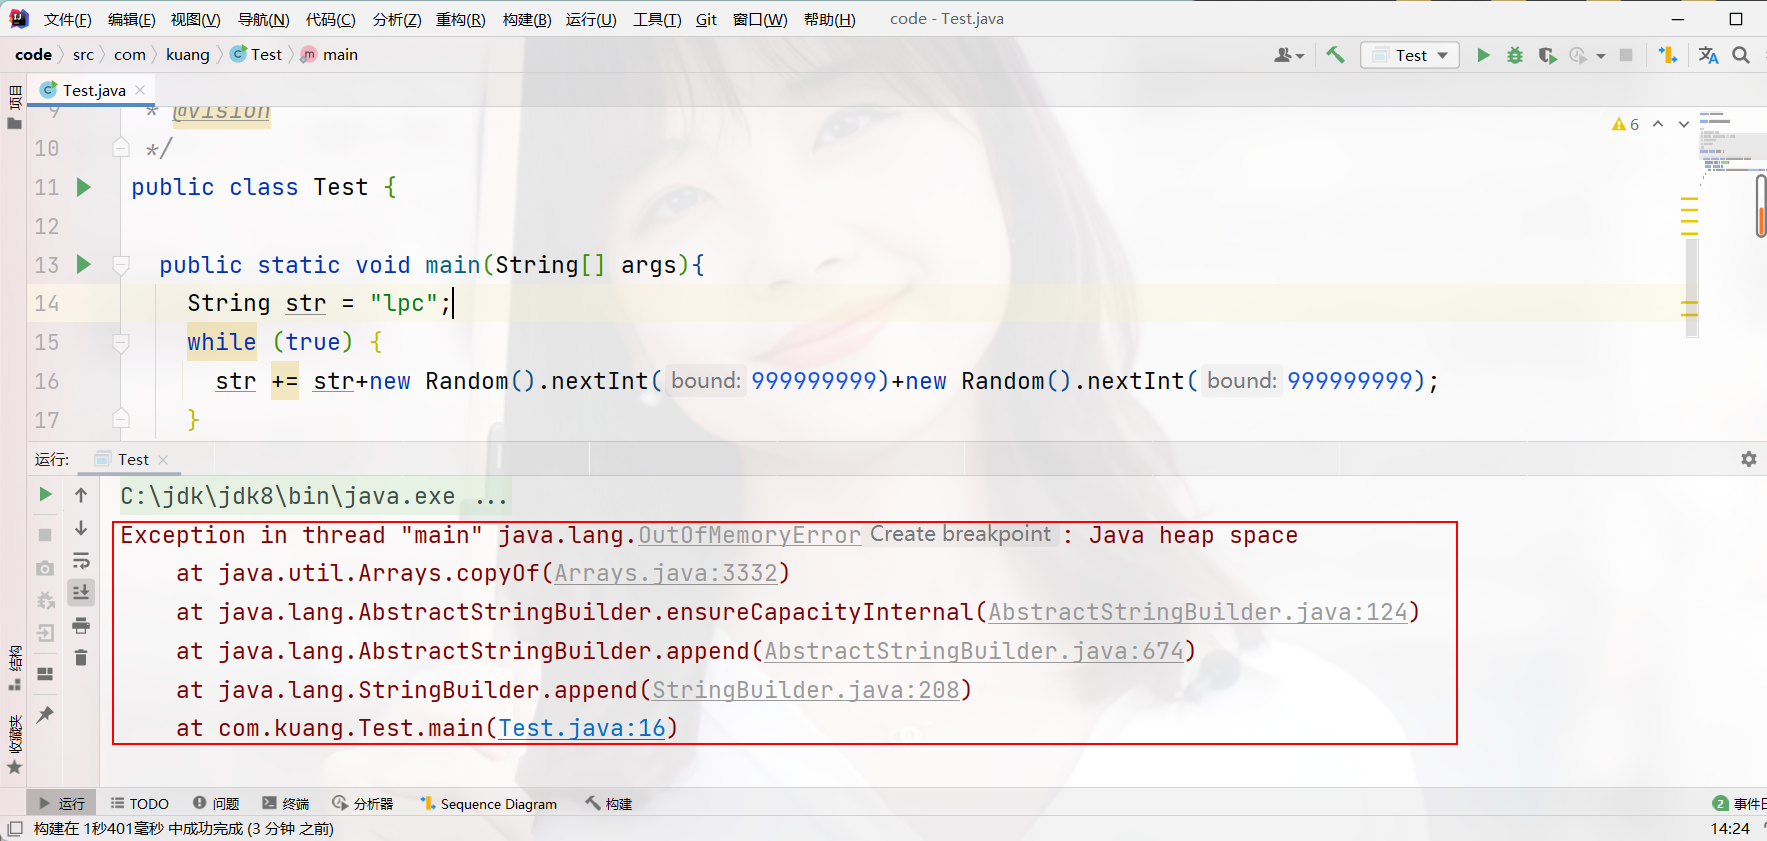 文件(F) 编辑(E) 视图(V) 导航(N) 代码(C) 分析(Z) 重构(R) 构建(B) 运行(U) 工具(T) Git 窗口(W) 帮助(H) code - Test.java
code src com kuang Test main Test
项目
Test.java
9 * @vision
6
10 */
11 public class Test {
12
13 public static void main(String[] args){
14 String str = "lpc";
15 while (true) {
16 str += str+new Random().nextInt( bound: 999999999)+new Random().nextInt( bound: 999999999);
17 }
运行: Test
C:\jdk\jdk8\bin\java.exe ...
Exception in thread "main" java.lang.OutOfMemoryError Create breakpoint : Java heap space
at java.util.Arrays.copyOf(Arrays.java:3332)
at java.lang.AbstractStringBuilder.ensureCapacityInternal(AbstractStringBuilder.java:124)
at java.lang.AbstractStringBuilder.append(AbstractStringBuilder.java:674)
at java.lang.StringBuilder.append(StringBuilder.java:208)
at com.kuang.Test.main(Test.java:16)
结构
收藏夹
运行 TODO 问题 终端 分析器 Sequence Diagram 构建 2 事件
构建在 1秒401毫秒 中成功完成 (3 分钟 之前) 14:24